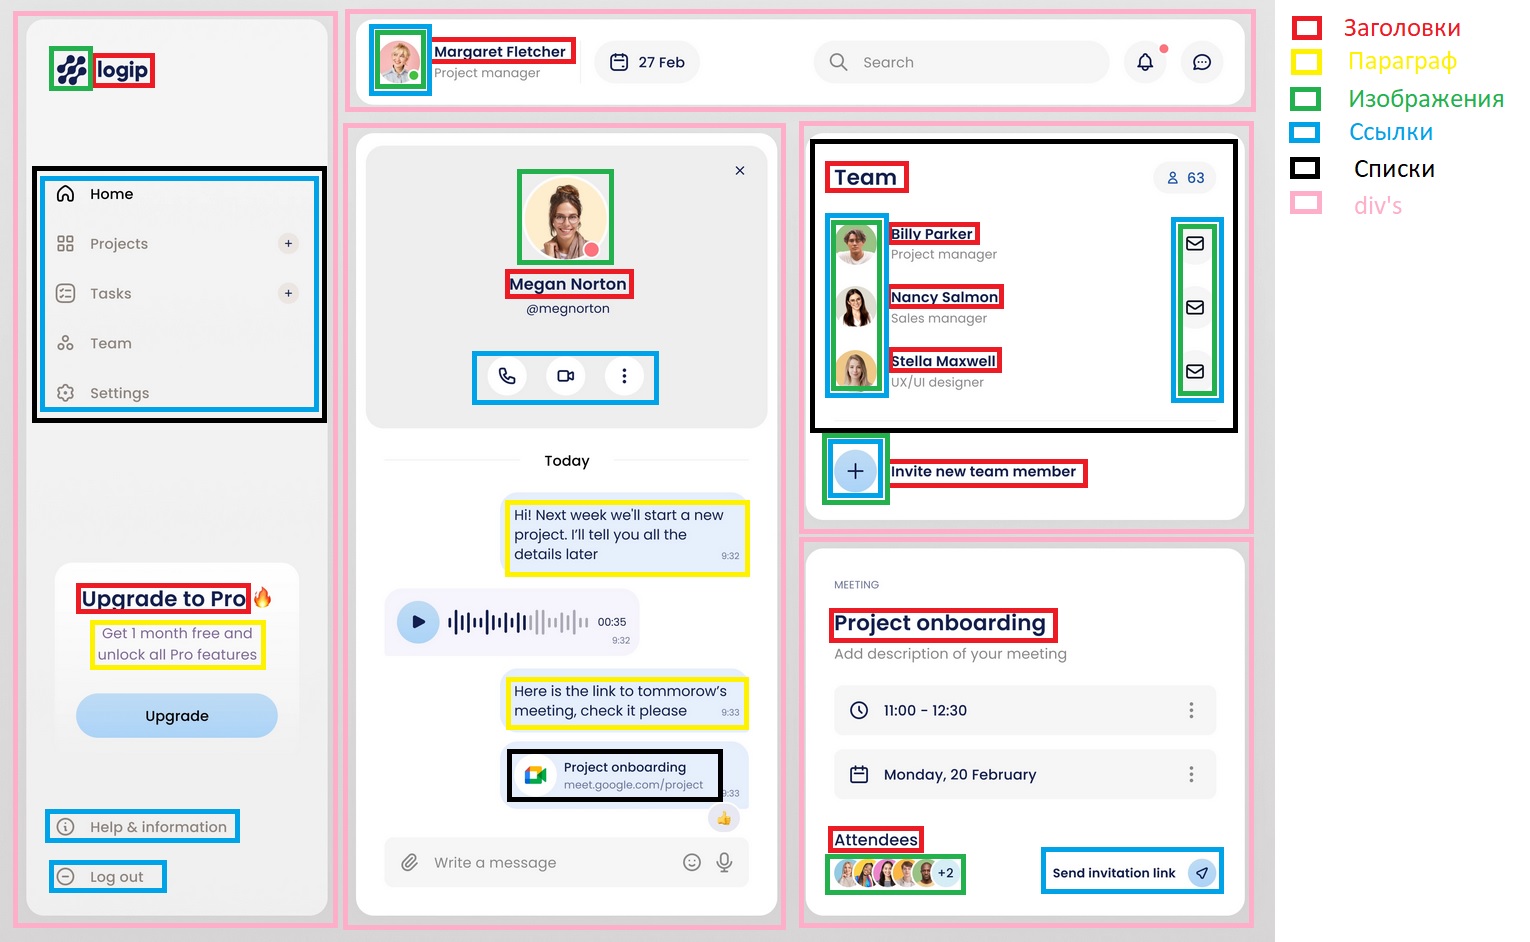 logip
Home
Projects +
Tasks +
Team
Settings
Upgrade to Pro🔥
Get 1 month free and
unlock all Pro features
Upgrade
Help & information
Log out
Margaret Fletcher
Project manager
27 Feb
Search
Megan Norton
@megnorton
Today
Hi! Next week we'll start a new
project. I'll tell you all the
details later
9:32
00:35
9:32
Here is the link to tommorow's
meeting, check it please
9:33
Project onboarding
meet.google.com/project
9:33
Write a message
Team
63
Billy Parker
Project manager
Nancy Salmon
Sales manager
Stella Maxwell
UX/UI designer
Invite new team member
MEETING
Project onboarding
Add description of your meeting
11:00 - 12:30
Monday, 20 February
Attendees
+2
Send invitation link
Заголовки
Параграф
Изображения
Ссылки
Списки
div's